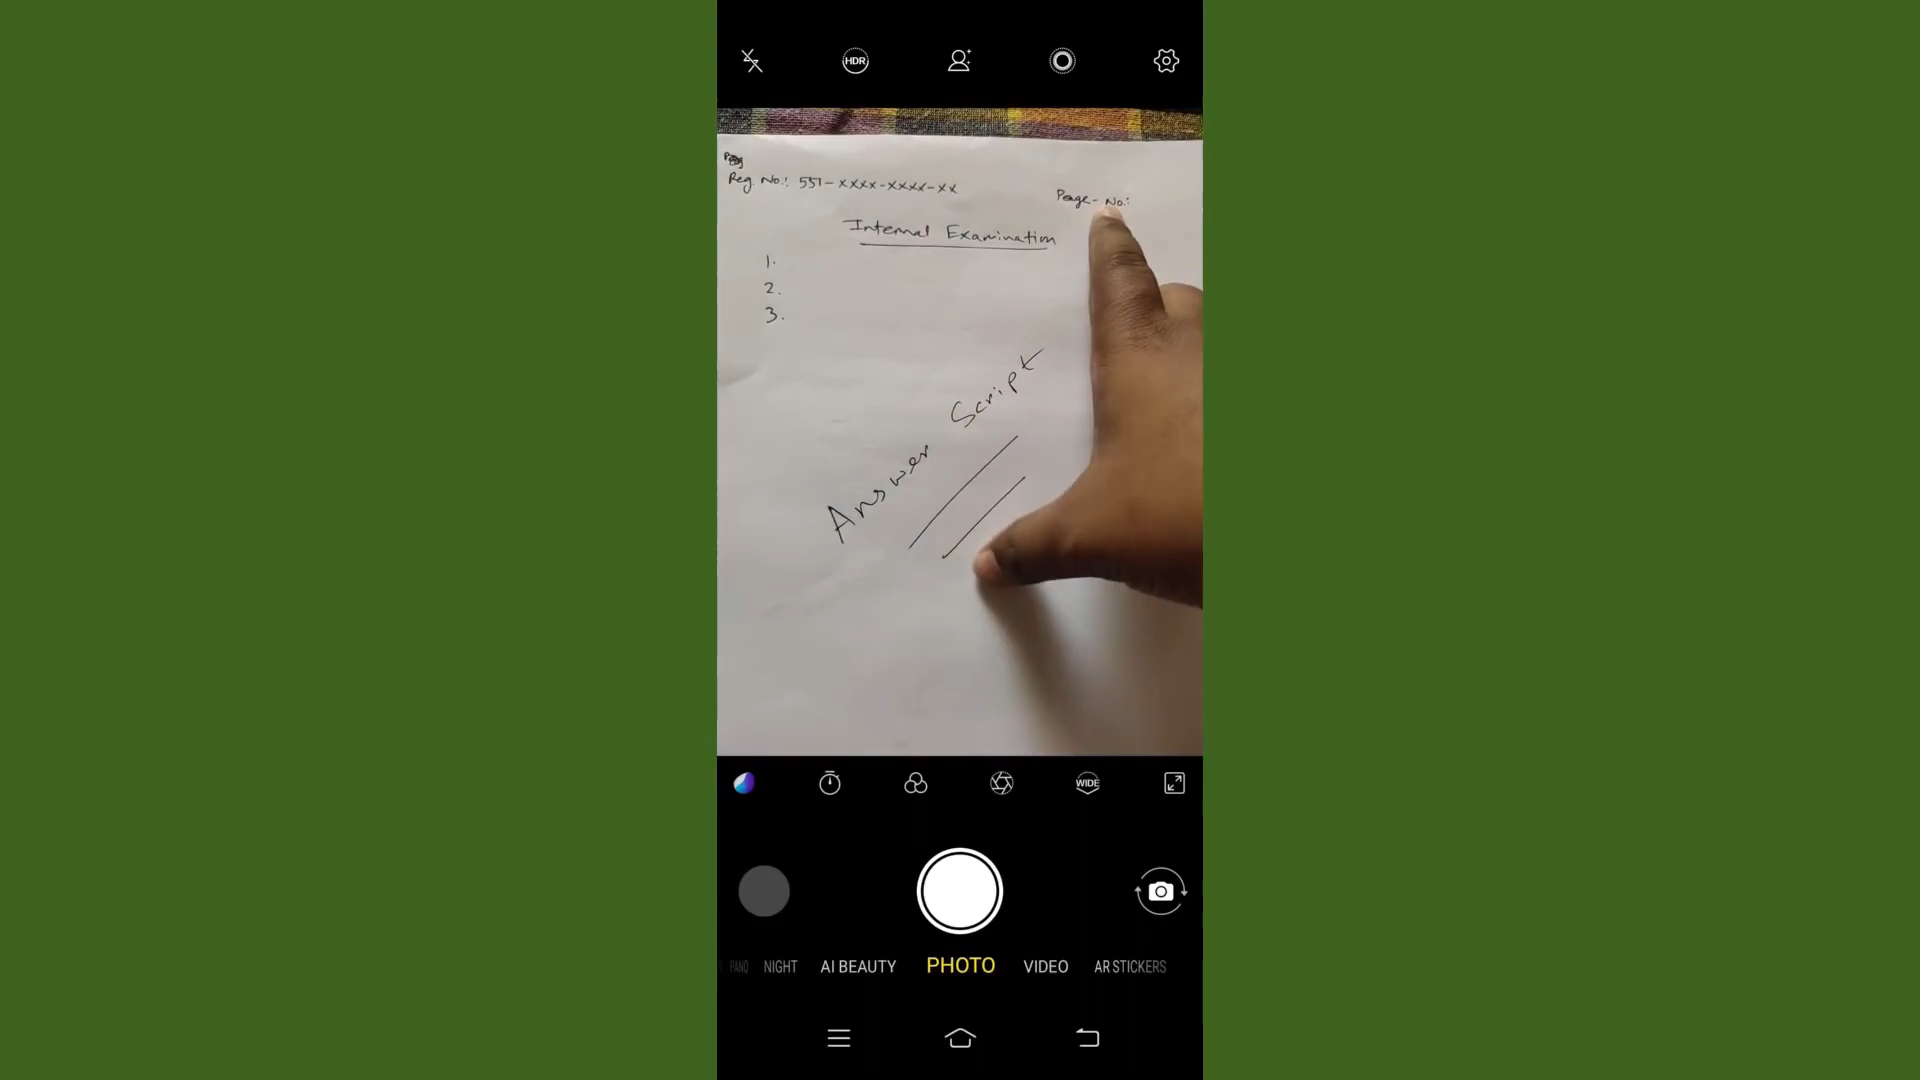 HDR
Reg. No.: 551-xxxx-xxxx-xx
Page-No.:
Internal Examination
1.
2.
3.
Answer Script
WIDE
NIGHT AI BEAUTY PHOTO VIDEO AR STICKERS